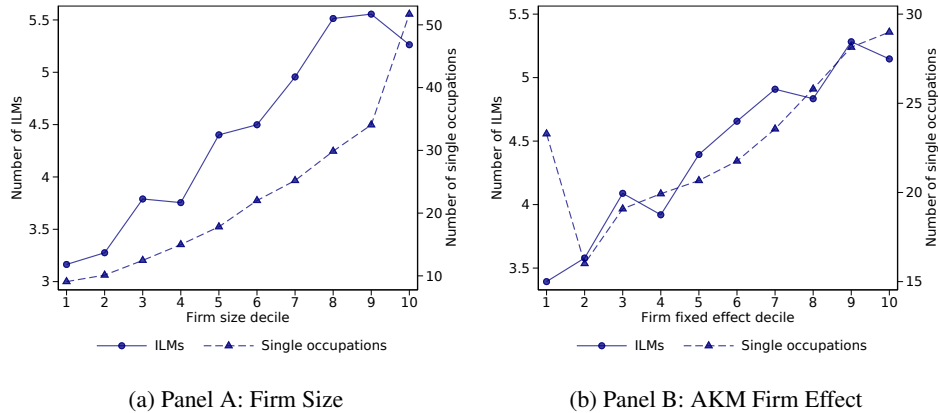 5.5
5
4.5
4
3.5
3
Number of ILMs
50
40
30
20
10
Number of single occupations
1 2 3 4 5 6 7 8 9 10
Firm size decile
ILMs Single occupations
(a) Panel A: Firm Size
5.5
5
4.5
4
3.5
Number of ILMs
30
25
20
15
Number of single occupations
1 2 3 4 5 6 7 8 9 10
Firm fixed effect decile
ILMs Single occupations
(b) Panel B: AKM Firm Effect